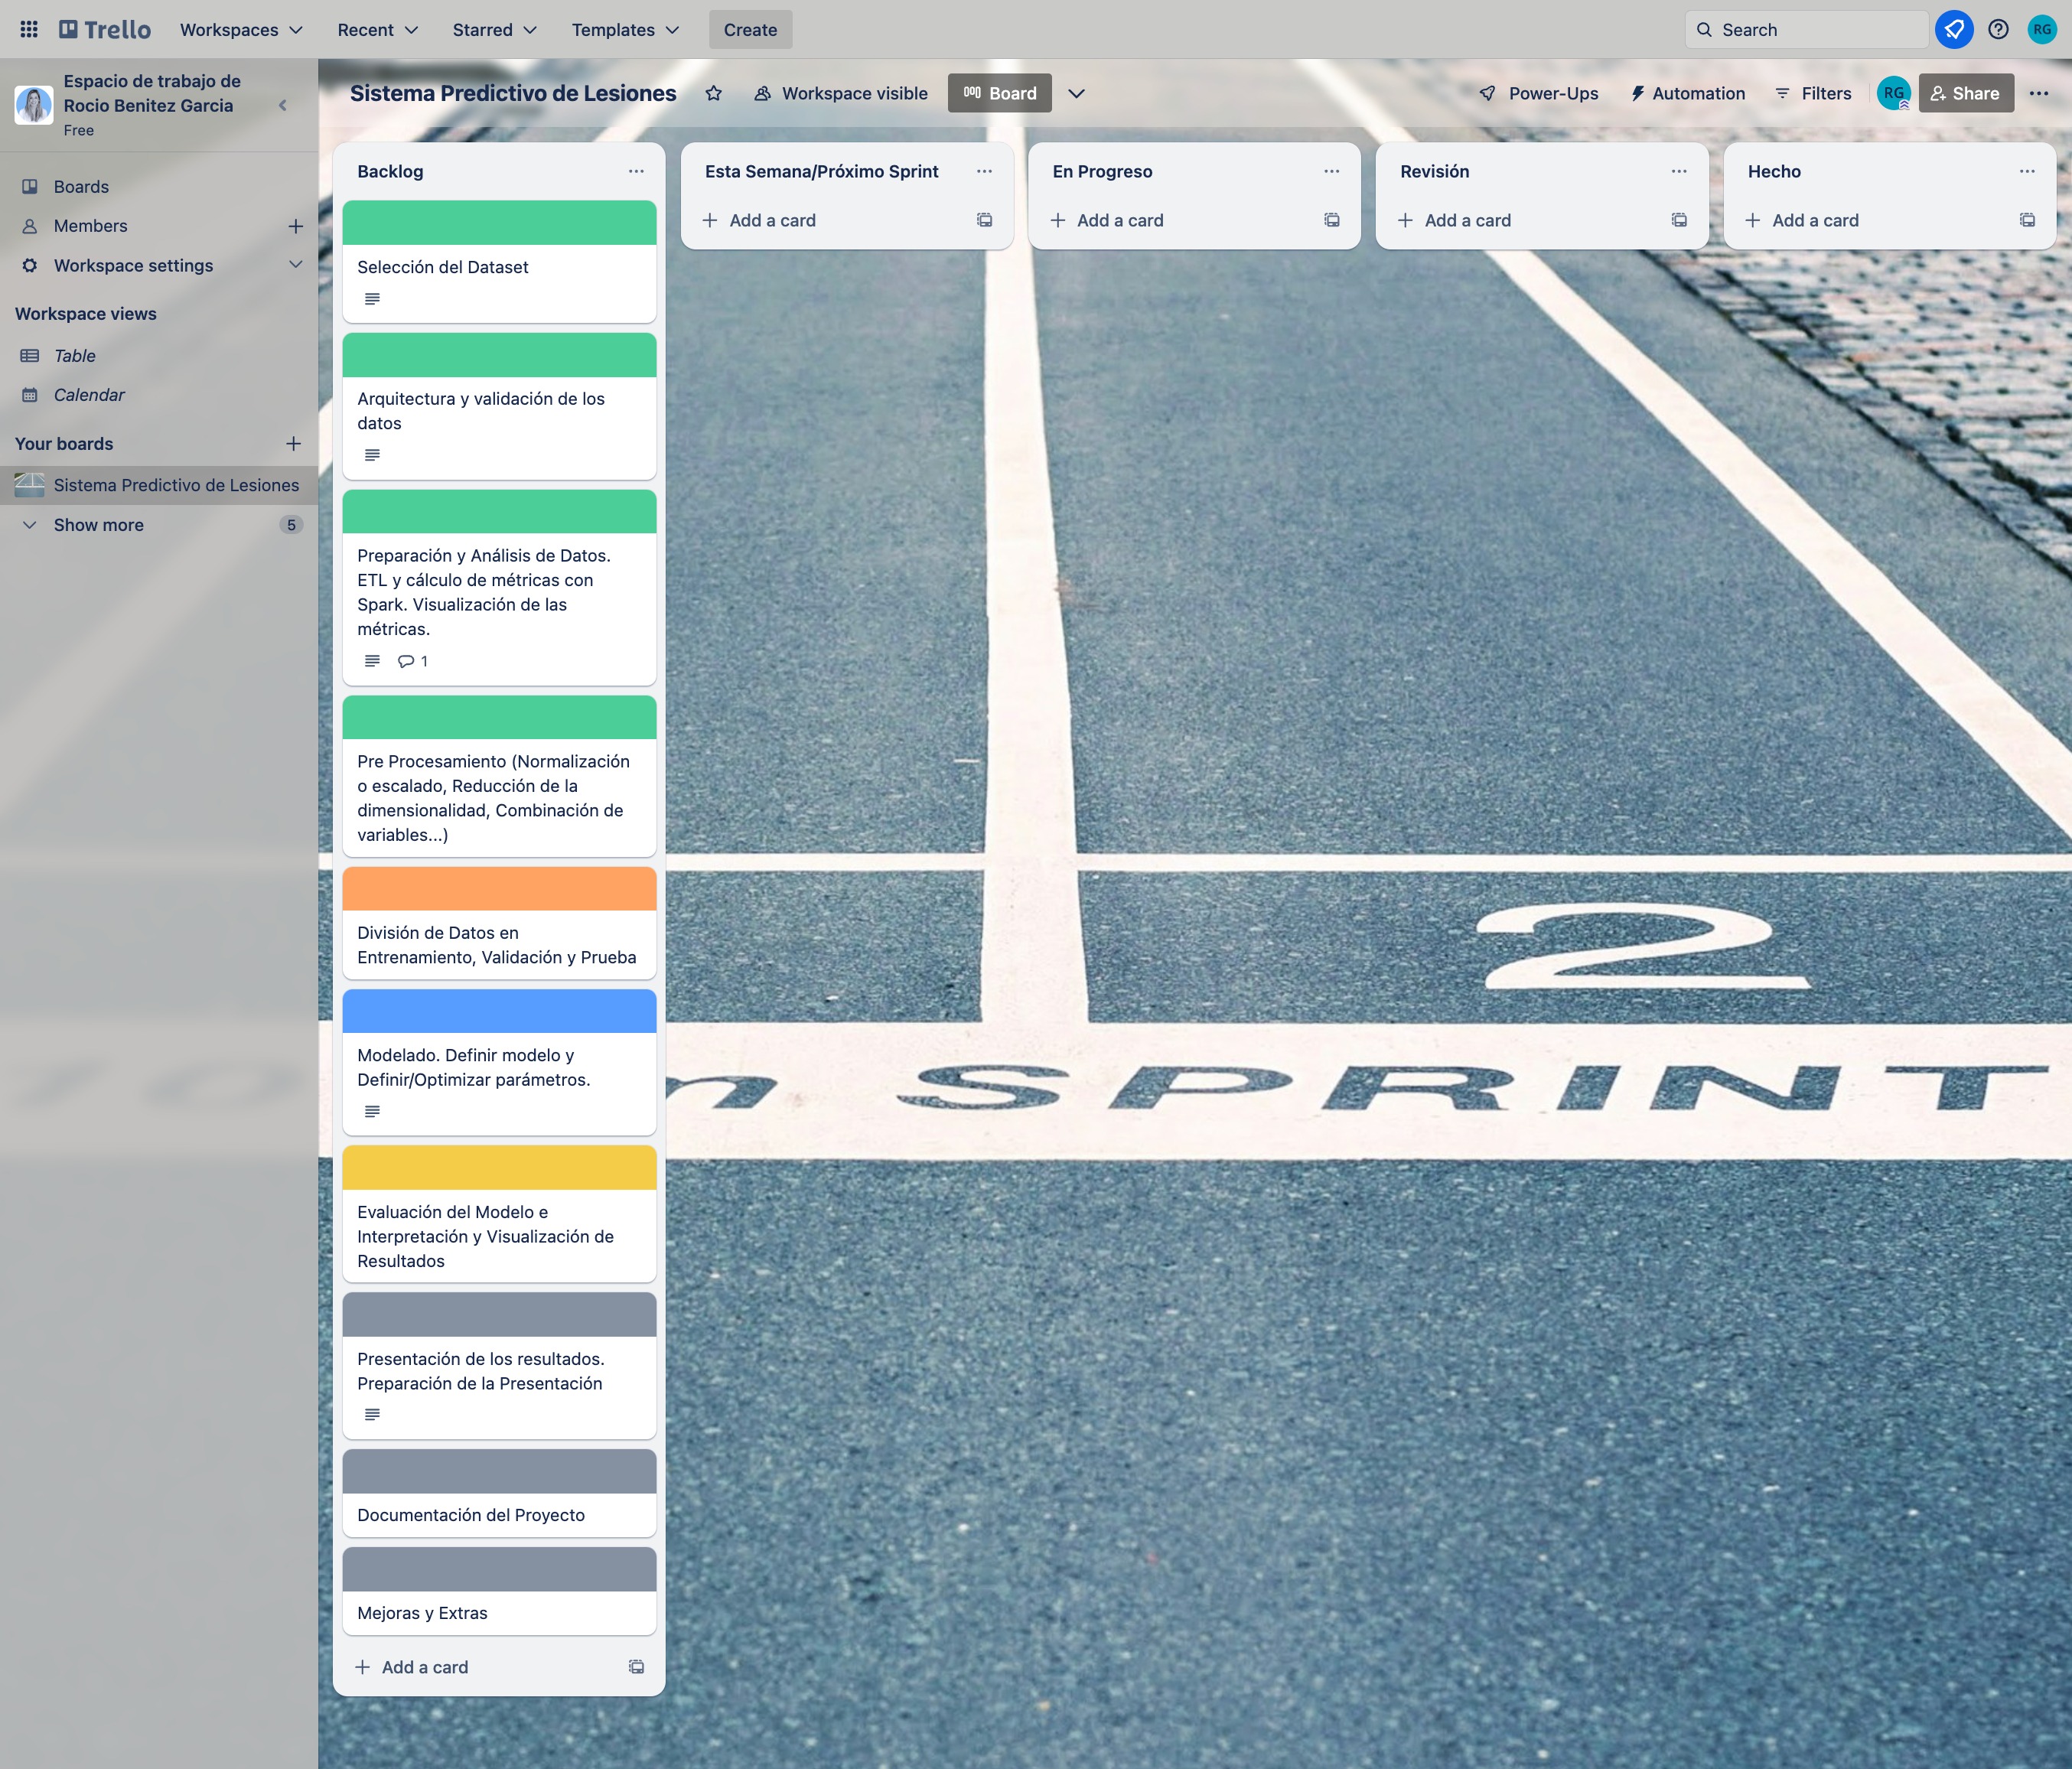 Trello
Workspaces
Recent
Starred
Templates
Create
Search
RG
Espacio de trabajo de
Rocio Benitez Garcia
Free
Boards
Members
Workspace settings
Workspace views
Table
Calendar
Your boards
Sistema Predictivo de Lesiones
Show more
5
Sistema Predictivo de Lesiones
Workspace visible
Board
Power-Ups
Automation
Filters
RG
Share
Backlog
Selección del Dataset
Arquitectura y validación de los
datos
Preparación y Análisis de Datos.
ETL y cálculo de métricas con
Spark. Visualización de las
métricas.
1
Pre Procesamiento (Normalización
o escalado, Reducción de la
dimensionalidad, Combinación de
variables...)
División de Datos en
Entrenamiento, Validación y Prueba
Modelado. Definir modelo y
Definir/Optimizar parámetros.
Evaluación del Modelo e
Interpretación y Visualización de
Resultados
Presentación de los resultados.
Preparación de la Presentación
Documentación del Proyecto
Mejoras y Extras
Add a card
Esta Semana/Próximo Sprint
Add a card
En Progreso
Add a card
Revisión
Add a card
Hecho
Add a card
2
SPRINT